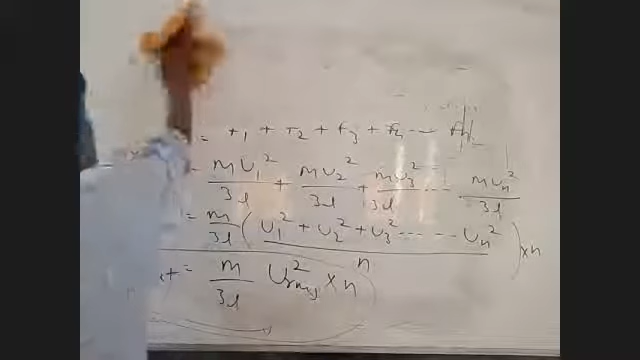 = F₁ + F₂ + F₃ + F₄ ---- Fₙ
= mU₁²/3l + mU₂²/3l + mU₃²/3l ---- mUₙ²/3l
= m/3l (U₁² + U₂² + U₃² ------ Uₙ² / n) × n
= m/3l U²rms × n